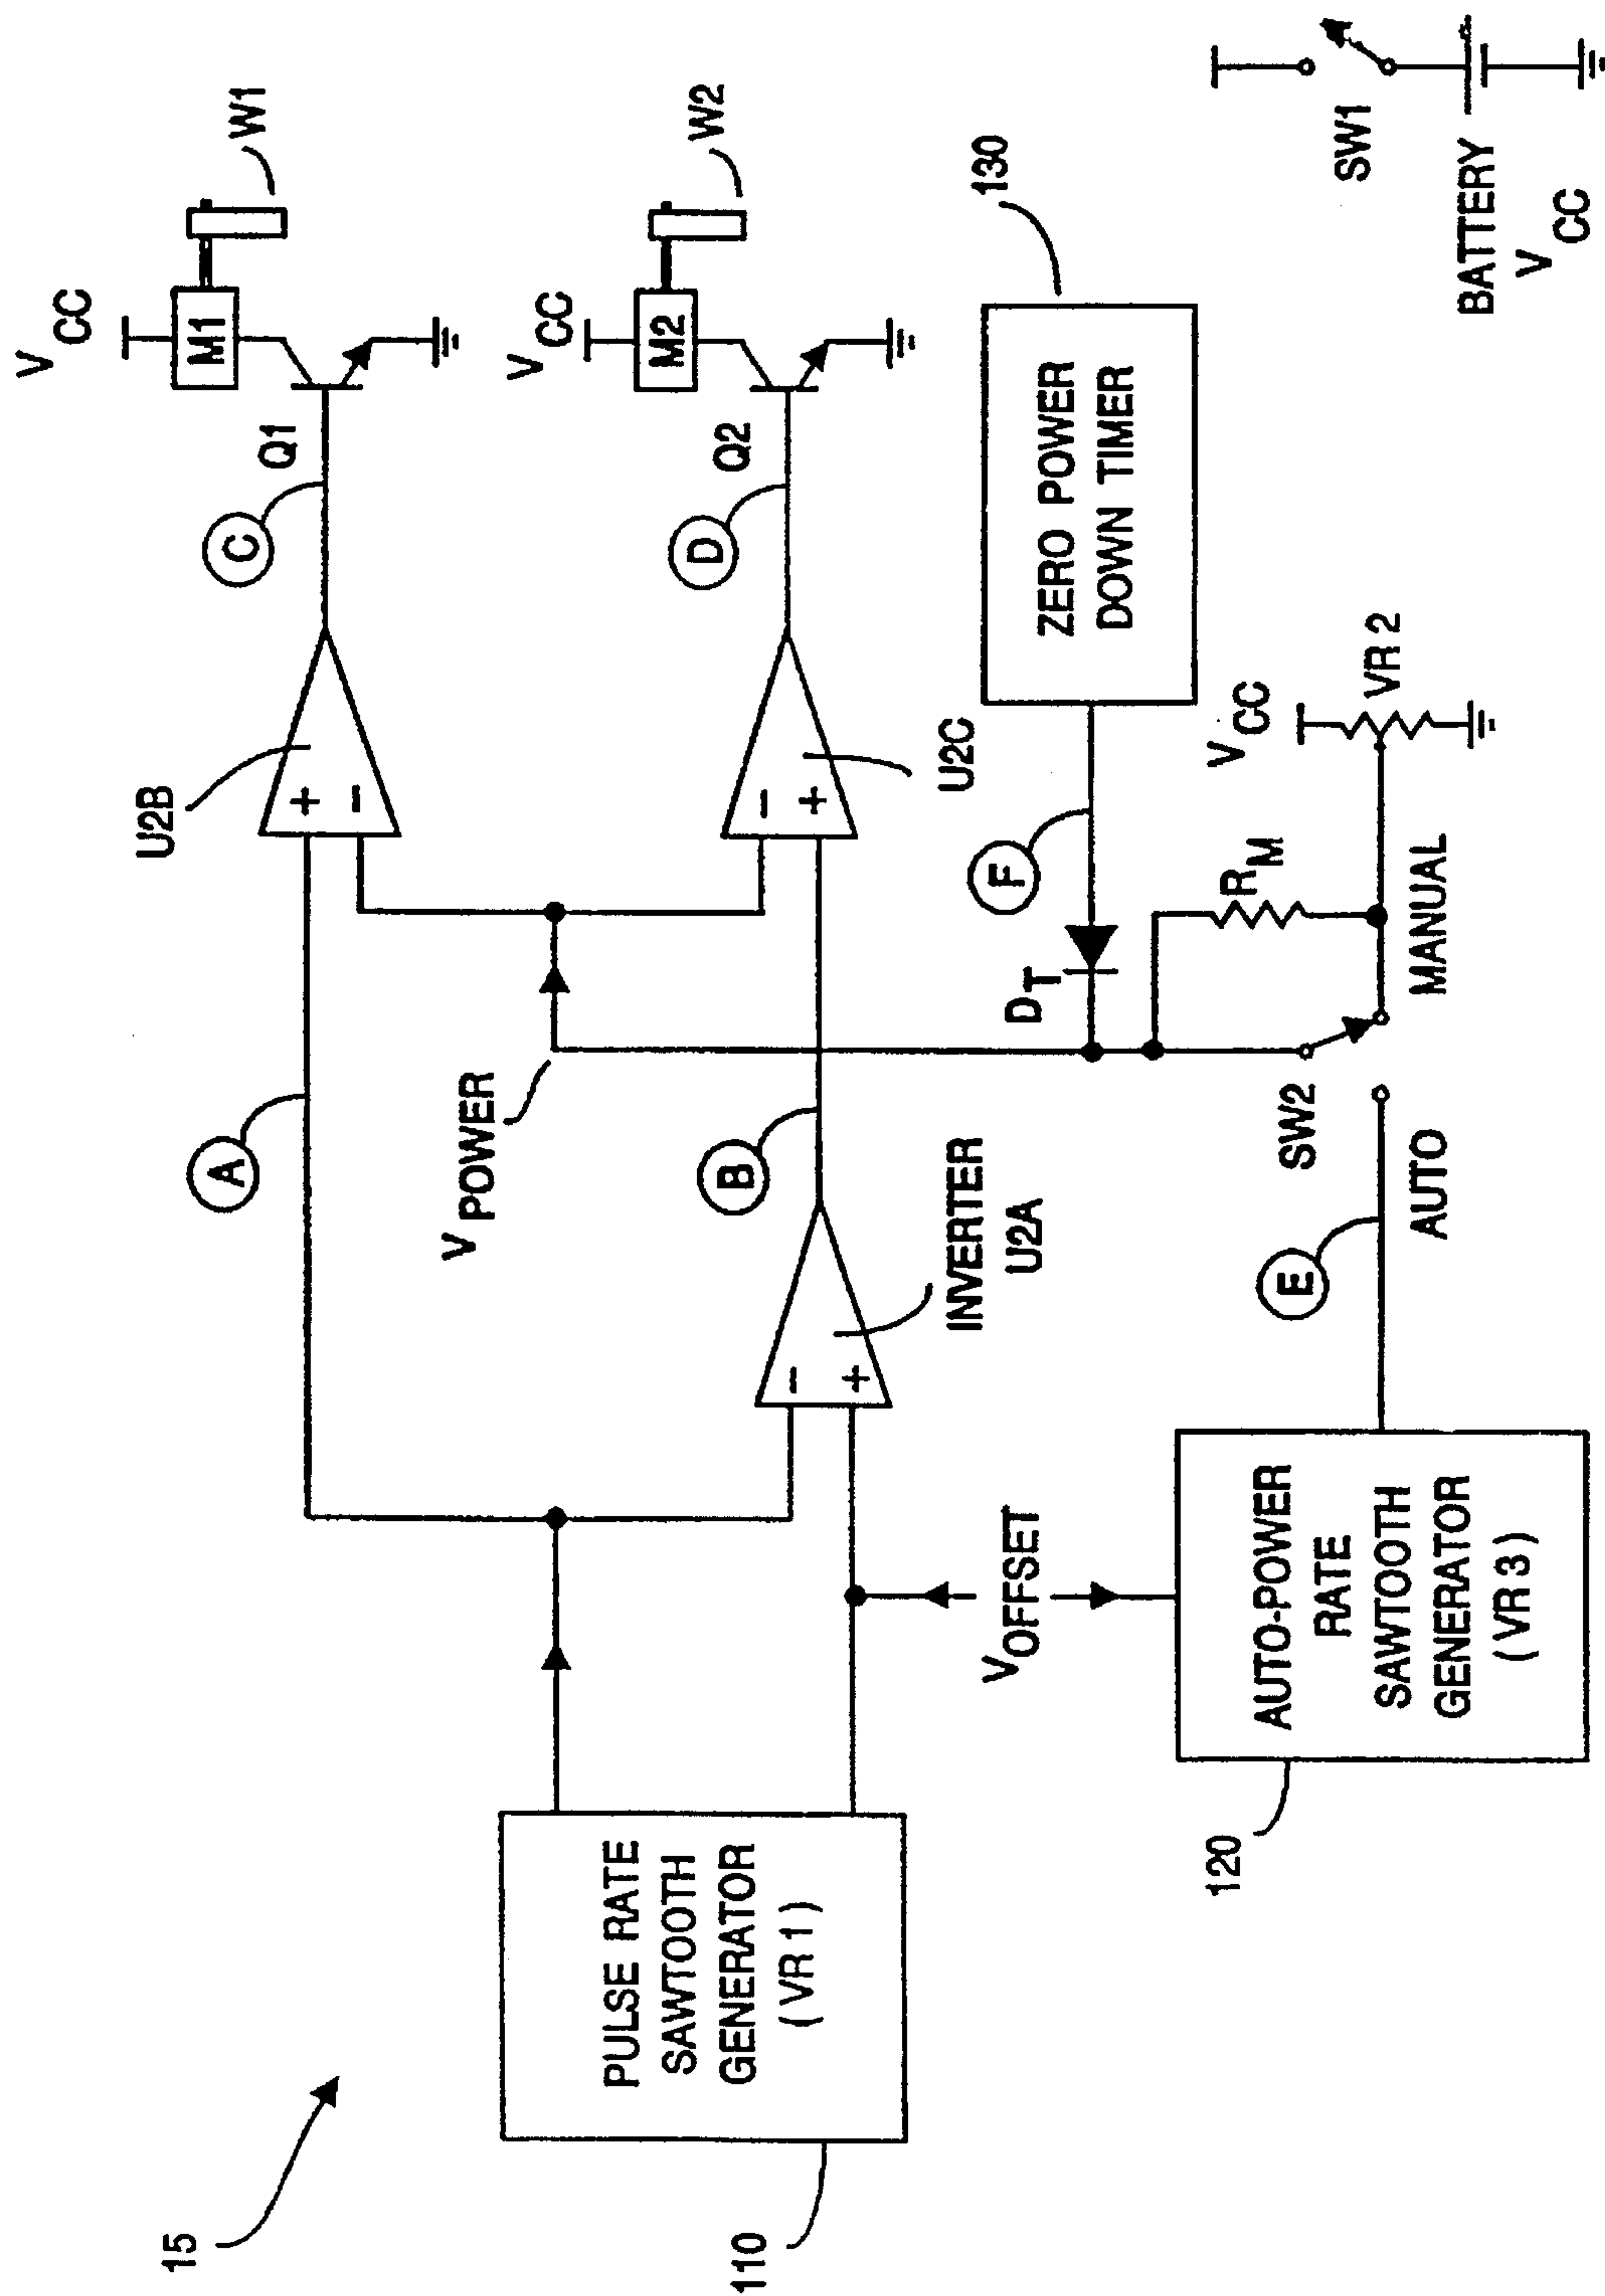 15
110
PULSE RATE
SAWTOOTH
GENERATOR
( VR 1 )
A
V POWER
B
INVERTER
U2A
- +
V OFFSET
120
AUTO-POWER
RATE
SAWTOOTH
GENERATOR
( VR 3 )
E
AUTO
SW2
MANUAL
R M
D T
F
V CC
VR 2
U2B
+ -
U2C
- +
C
D
Q1
Q2
V CC
M1
W1
V CC
M2
W2
130
ZERO POWER
DOWN TIMER
SW1
BATTERY
V CC